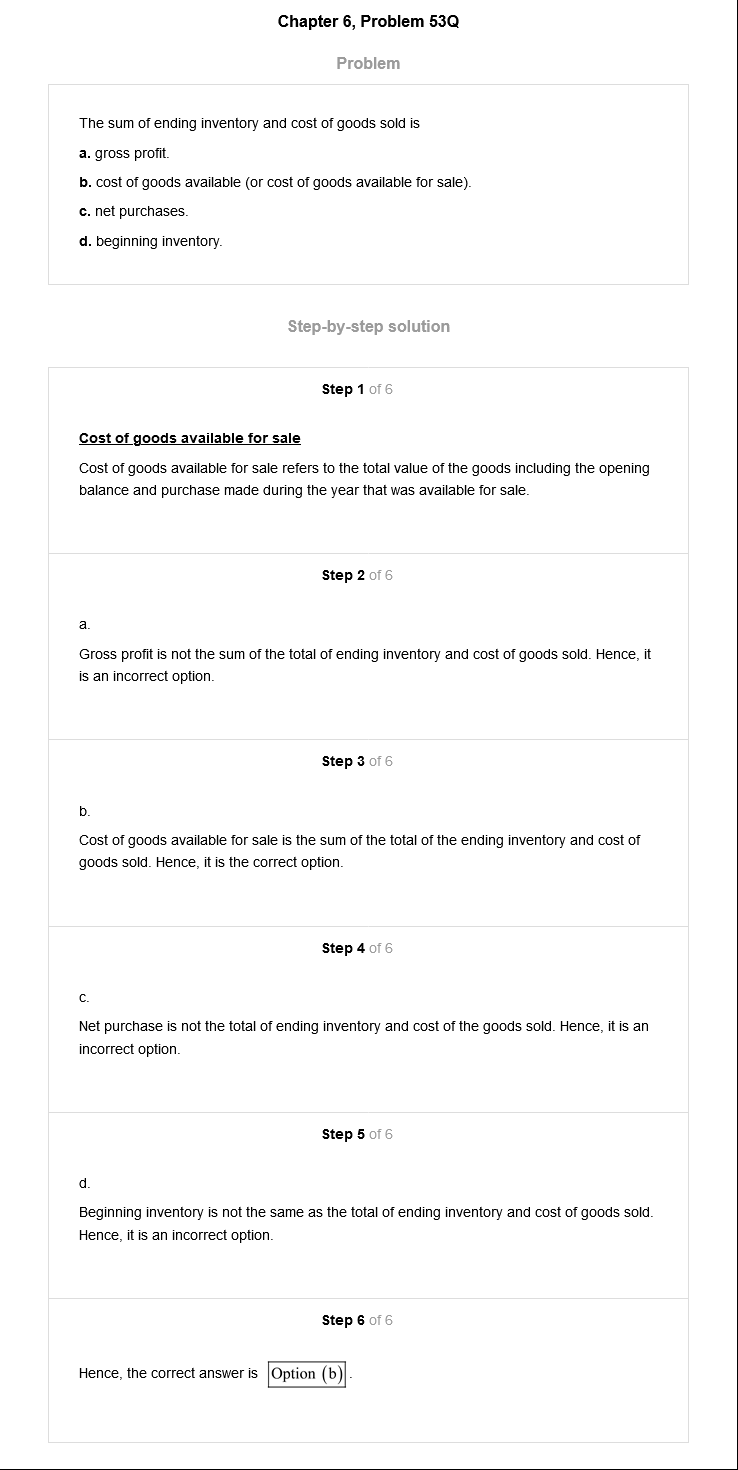 Chapter 6, Problem 53Q
Problem
The sum of ending inventory and cost of goods sold is
a. gross profit.
b. cost of goods available (or cost of goods available for sale).
c. net purchases.
d. beginning inventory.
Step-by-step solution
Step 1 of 6
Cost of goods available for sale
Cost of goods available for sale refers to the total value of the goods including the opening
balance and purchase made during the year that was available for sale.
Step 2 of 6
a.
Gross profit is not the sum of the total of ending inventory and cost of goods sold. Hence, it
is an incorrect option.
Step 3 of 6
b.
Cost of goods available for sale is the sum of the total of the ending inventory and cost of
goods sold. Hence, it is the correct option.
Step 4 of 6
c.
Net purchase is not the total of ending inventory and cost of the goods sold. Hence, it is an
incorrect option.
Step 5 of 6
d.
Beginning inventory is not the same as the total of ending inventory and cost of goods sold.
Hence, it is an incorrect option.
Step 6 of 6
Hence, the correct answer is Option (b).